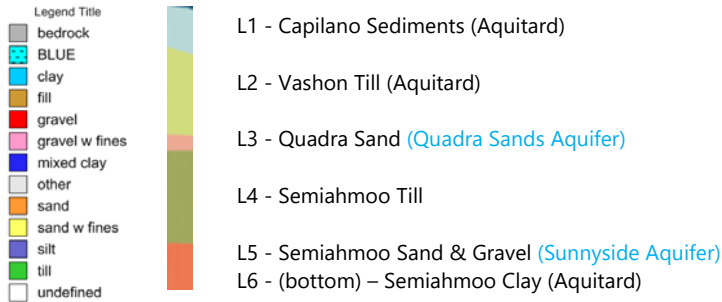 Legend Title
bedrock
BLUE
clay
fill
gravel
gravel w fines
mixed clay
other
sand
sand w fines
silt
till
undefined
L1 - Capilano Sediments (Aquitard)
L2 - Vashon Till (Aquitard)
L3 - Quadra Sand (Quadra Sands Aquifer)
L4 - Semiahmoo Till
L5 - Semiahmoo Sand & Gravel (Sunnyside Aquifer)
L6 - (bottom) – Semiahmoo Clay (Aquitard)